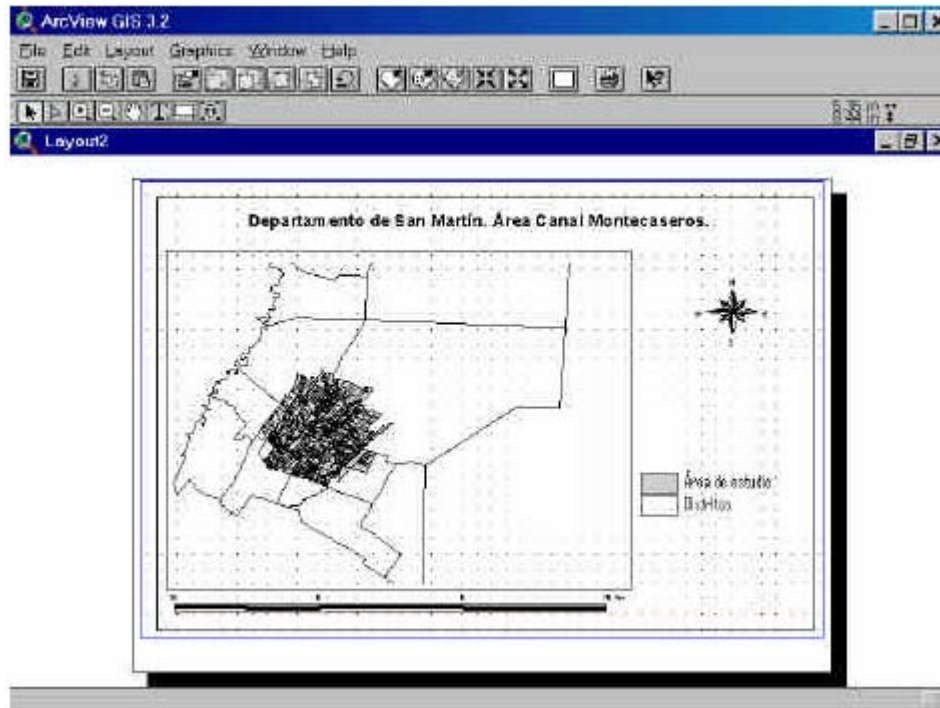 ArcView GIS 3.2
File Edit Layout Graphics Window Help
Layout2
Departamento de San Martín. Área Canal Montecaseros.
N
S
Área de estudio
Distritos